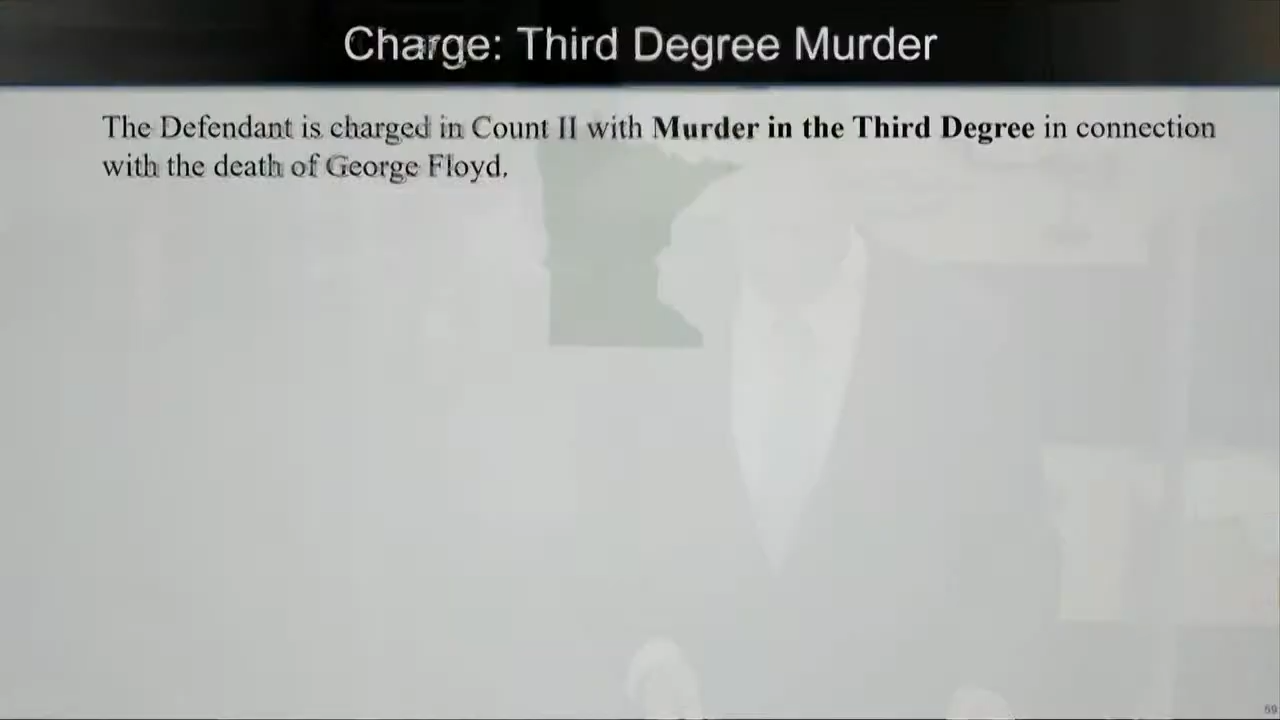 Charge: Third Degree Murder
The Defendant is charged in Count II with Murder in the Third Degree in connection
with the death of George Floyd.
59